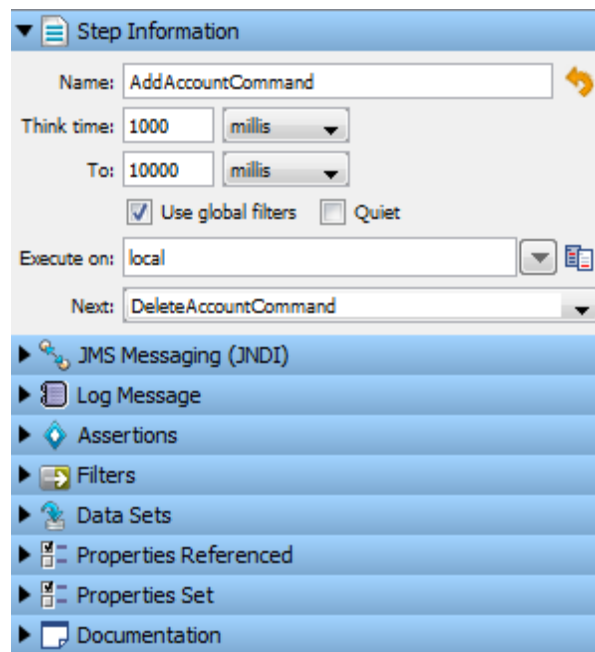 Step Information
Name: AddAccountCommand
Think time: 1000 millis
To: 10000 millis
Use global filters Quiet
Execute on: local
Next: DeleteAccountCommand
JMS Messaging (JNDI)
Log Message
Assertions
Filters
Data Sets
Properties Referenced
Properties Set
Documentation